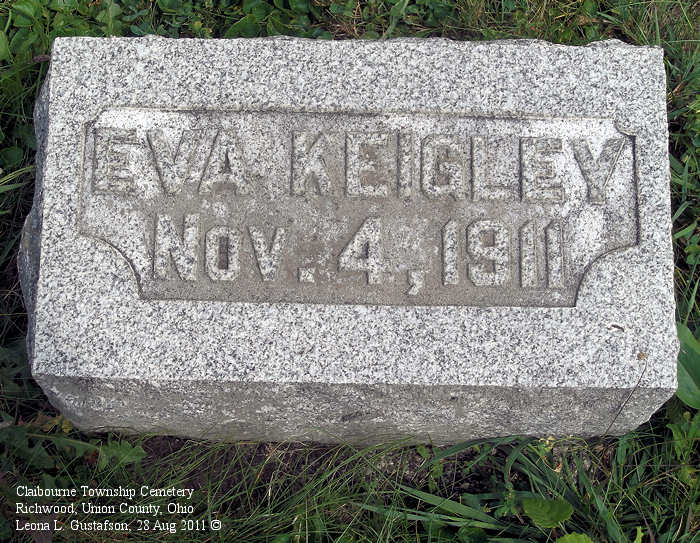 EVA KEIGLEY
NOV. 4, 1911
Claibourne Township Cemetery
Richwood, Union County, Ohio
Leona L. Gustafson, 28 Aug 2011 ©